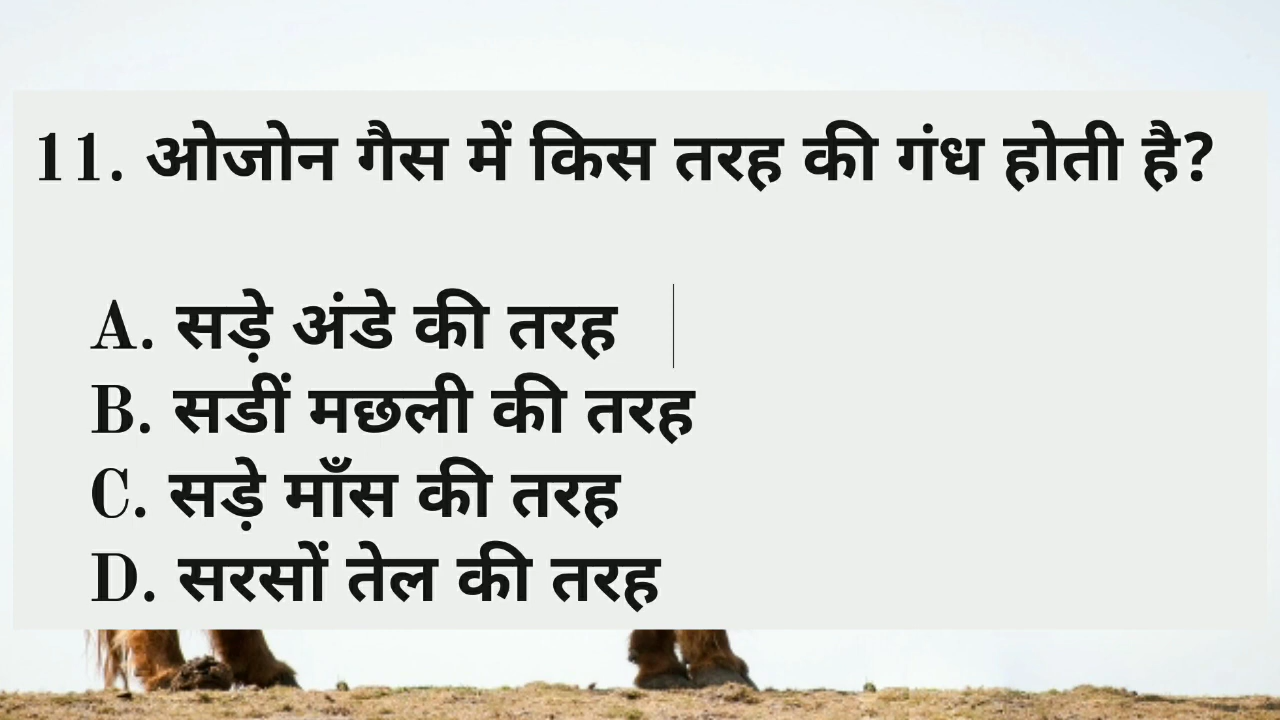 11. ओजोन गैस में किस तरह की गंध होती है?
A. सड़े अंडे की तरह
B. सडीं मछली की तरह
C. सड़े माँस की तरह
D. सरसों तेल की तरह